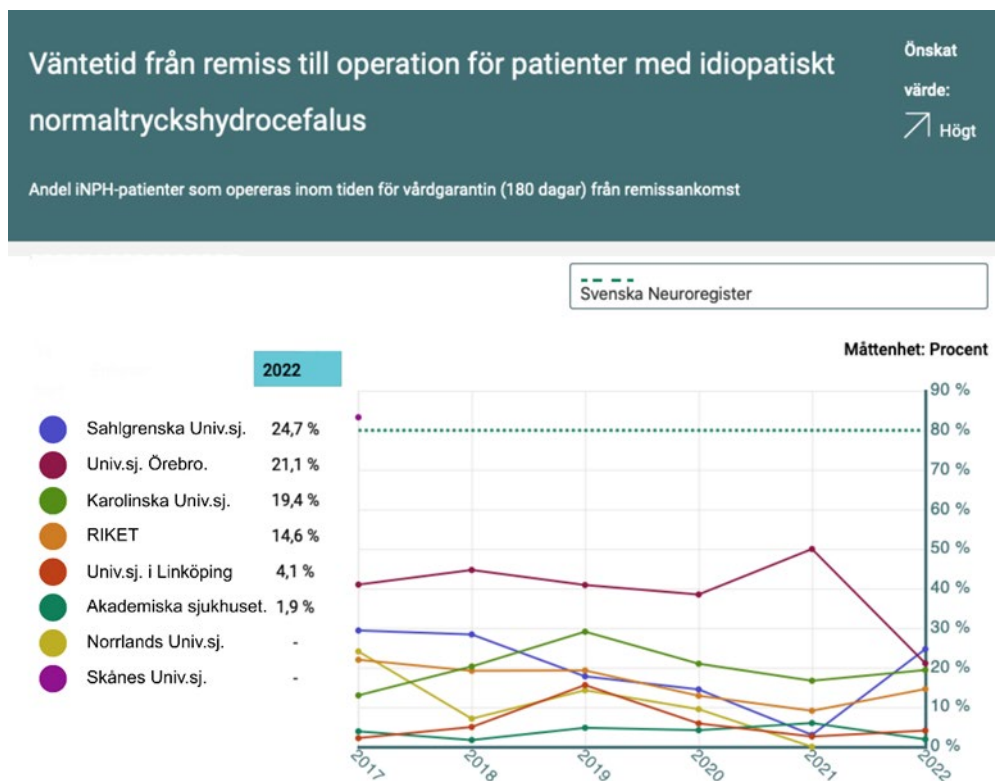 Väntetid från remiss till operation för patienter med idiopatiskt
normaltryckshydrocefalus
Andel iNPH-patienter som opereras inom tiden för vårdgarantin (180 dagar) från remissankomst
Önskat
värde:
Högt
Svenska Neuroregister
Måttenhet: Procent
2022
Sahlgrenska Univ.sj. 24,7 %
Univ.sj. Örebro. 21,1 %
Karolinska Univ.sj. 19,4 %
RIKET 14,6 %
Univ.sj. i Linköping 4,1 %
Akademiska sjukhuset. 1,9 %
Norrlands Univ.sj. -
Skånes Univ.sj. -
90 %
80 %
70 %
60 %
50 %
40 %
30 %
20 %
10 %
0 %
2017
2018
2019
2020
2021
2022